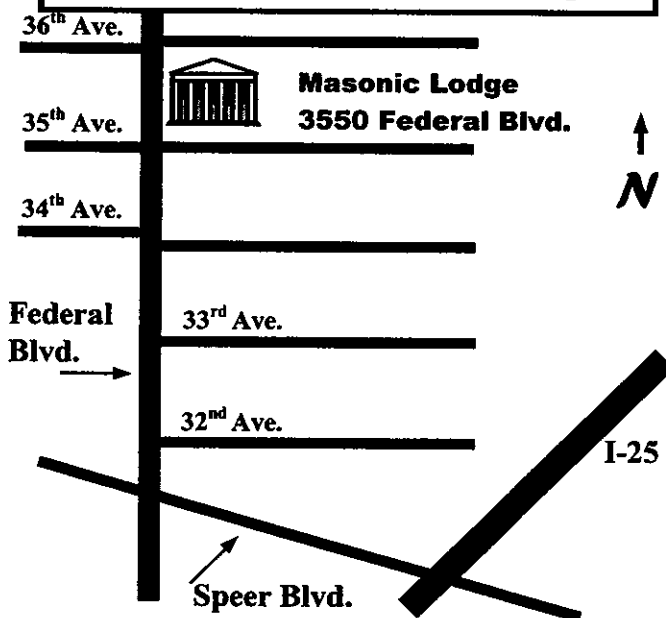 36th Ave.
Masonic Lodge
3550 Federal Blvd.
35th Ave.
N
34th Ave.
Federal
Blvd.
33rd Ave.
32nd Ave.
I-25
Speer Blvd.